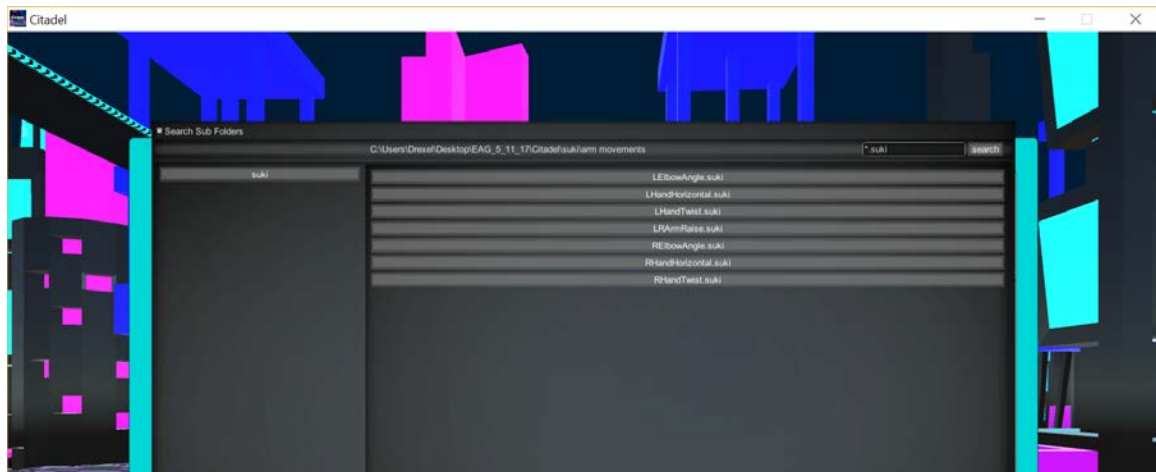 Citadel
Search Sub Folders
C:\Users\Drexel\Desktop\EAG_5_11_17\Citadel\suki\arm movements *.suki search
suki
LElbowAngle.suki
LHandHorizontal.suki
LHandTwist.suki
LRArmRaise.suki
RElbowAngle.suki
RHandHorizontal.suki
RHandTwist.suki